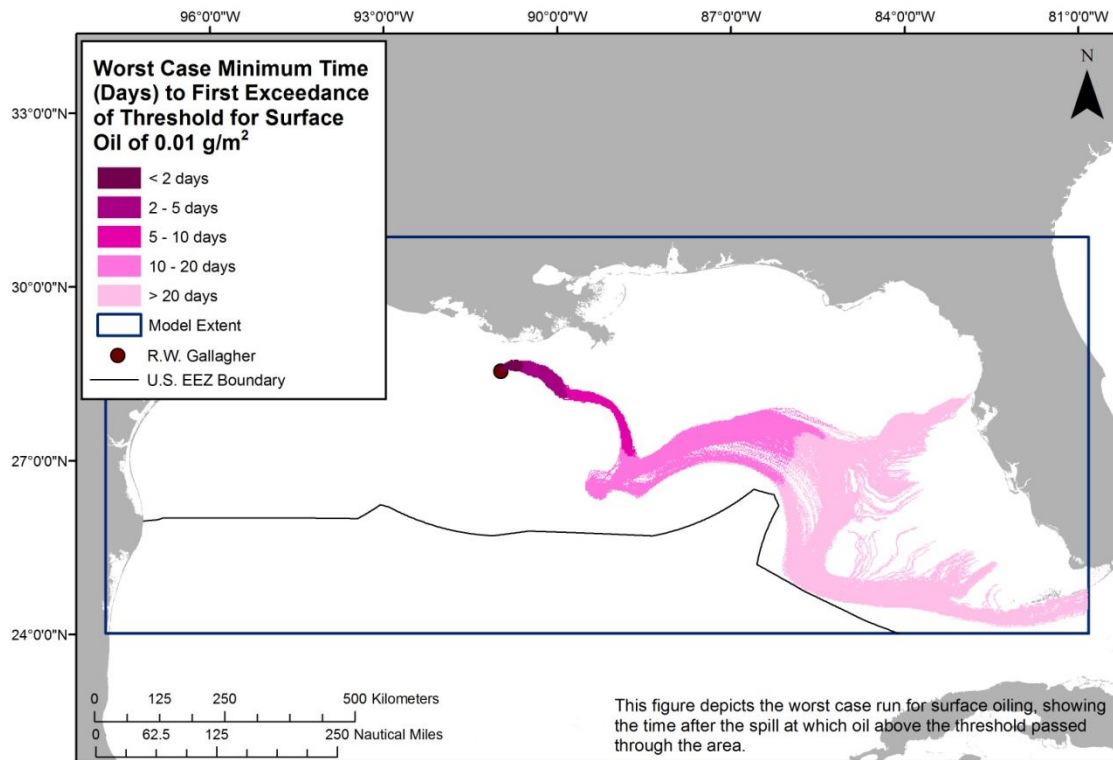 96°0'0"W 93°0'0"W 90°0'0"W 87°0'0"W 84°0'0"W 81°0'0"W
Worst Case Minimum Time
(Days) to First Exceedance
of Threshold for Surface
Oil of 0.01 g/m²
< 2 days
2 - 5 days
5 - 10 days
10 - 20 days
> 20 days
Model Extent
R.W. Gallagher
U.S. EEZ Boundary
N
33°0'0"N
30°0'0"N
27°0'0"N
24°0'0"N
0 125 250 500 Kilometers
0 62.5 125 250 Nautical Miles
This figure depicts the worst case run for surface oiling, showing
the time after the spill at which oil above the threshold passed
through the area.